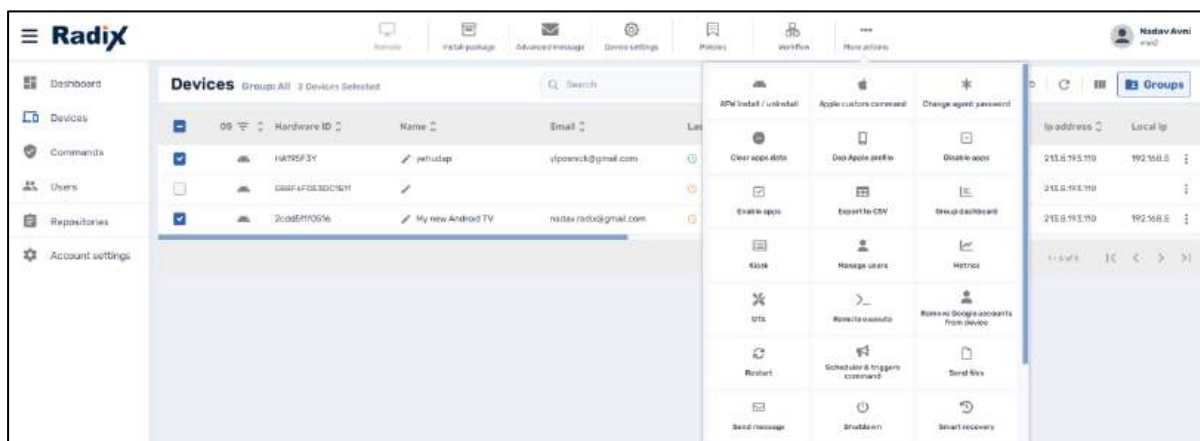 Radix
Remote
Install package
Advanced message
Device settings
Policies
Workflow
More actions
Nadav Avni
Dashboard
Devices
Commands
Users
Repositories
Account settings
Devices Group: All 2 Devices Selected
Search
Groups
OS Hardware ID Name Email Las Ip address Local Ip
HA195F3Y yehudap ylposnick@gmail.com 213.8.193.110 192.168.8
213.8.193.110
My new Android TV nadav.radix@gmail.com 213.8.193.110 192.168.8
APK install / uninstall
Apple custom command
Change agent password
Clear apps data
Dep Apple profile
Disable apps
Enable apps
Export to CSV
Group dashboard
Kiosk
Manage users
Metrics
OTA
Remote execute
Remove Google accounts
from device
Restart
Scheduler & triggers
command
Send files
Send message
Shutdown
Smart recovery